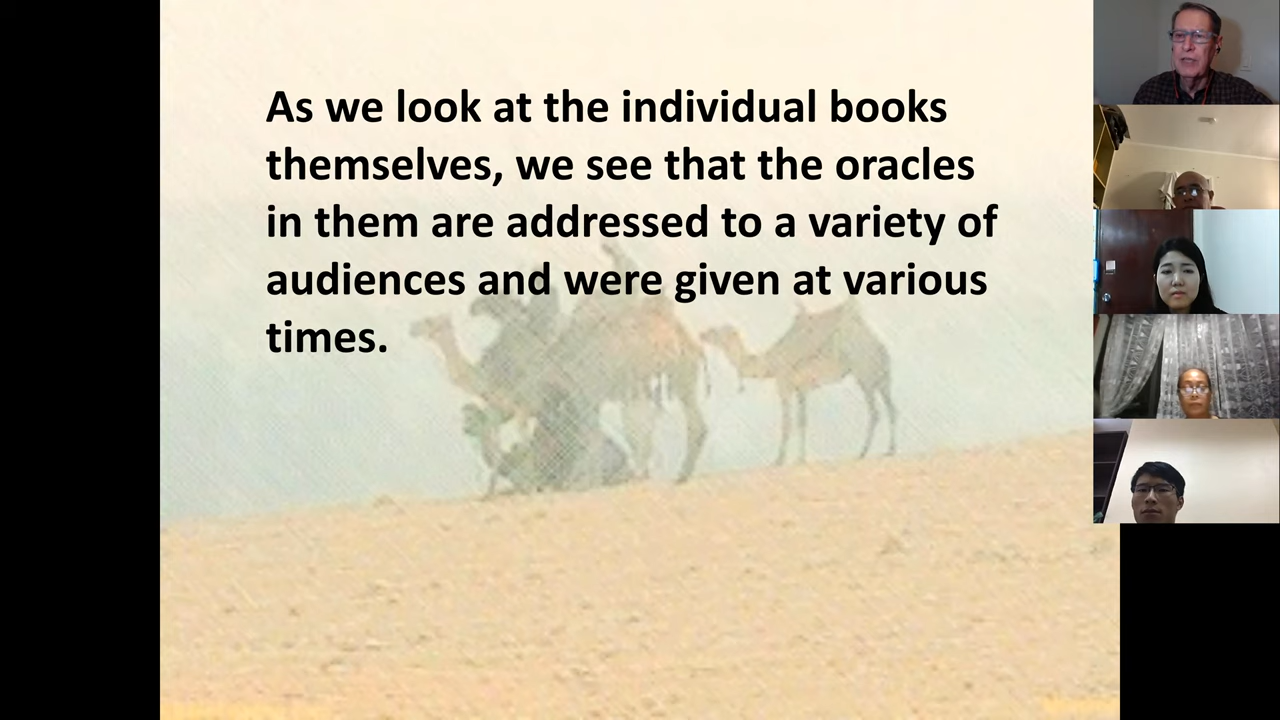 As we look at the individual books
themselves, we see that the oracles
in them are addressed to a variety of
audiences and were given at various
times.